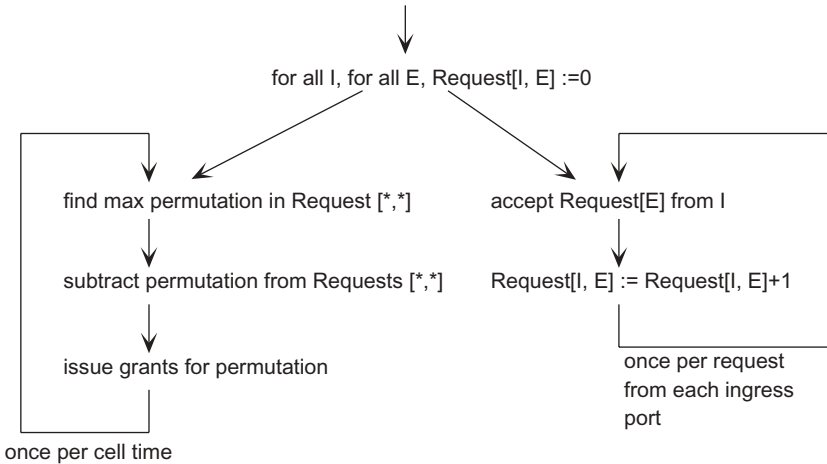 for all I, for all E, Request[I, E] :=0
find max permutation in Request [*,*]
subtract permutation from Requests [*,*]
issue grants for permutation
once per cell time
accept Request[E] from I
Request[I, E] := Request[I, E]+1
once per request
from each ingress
port